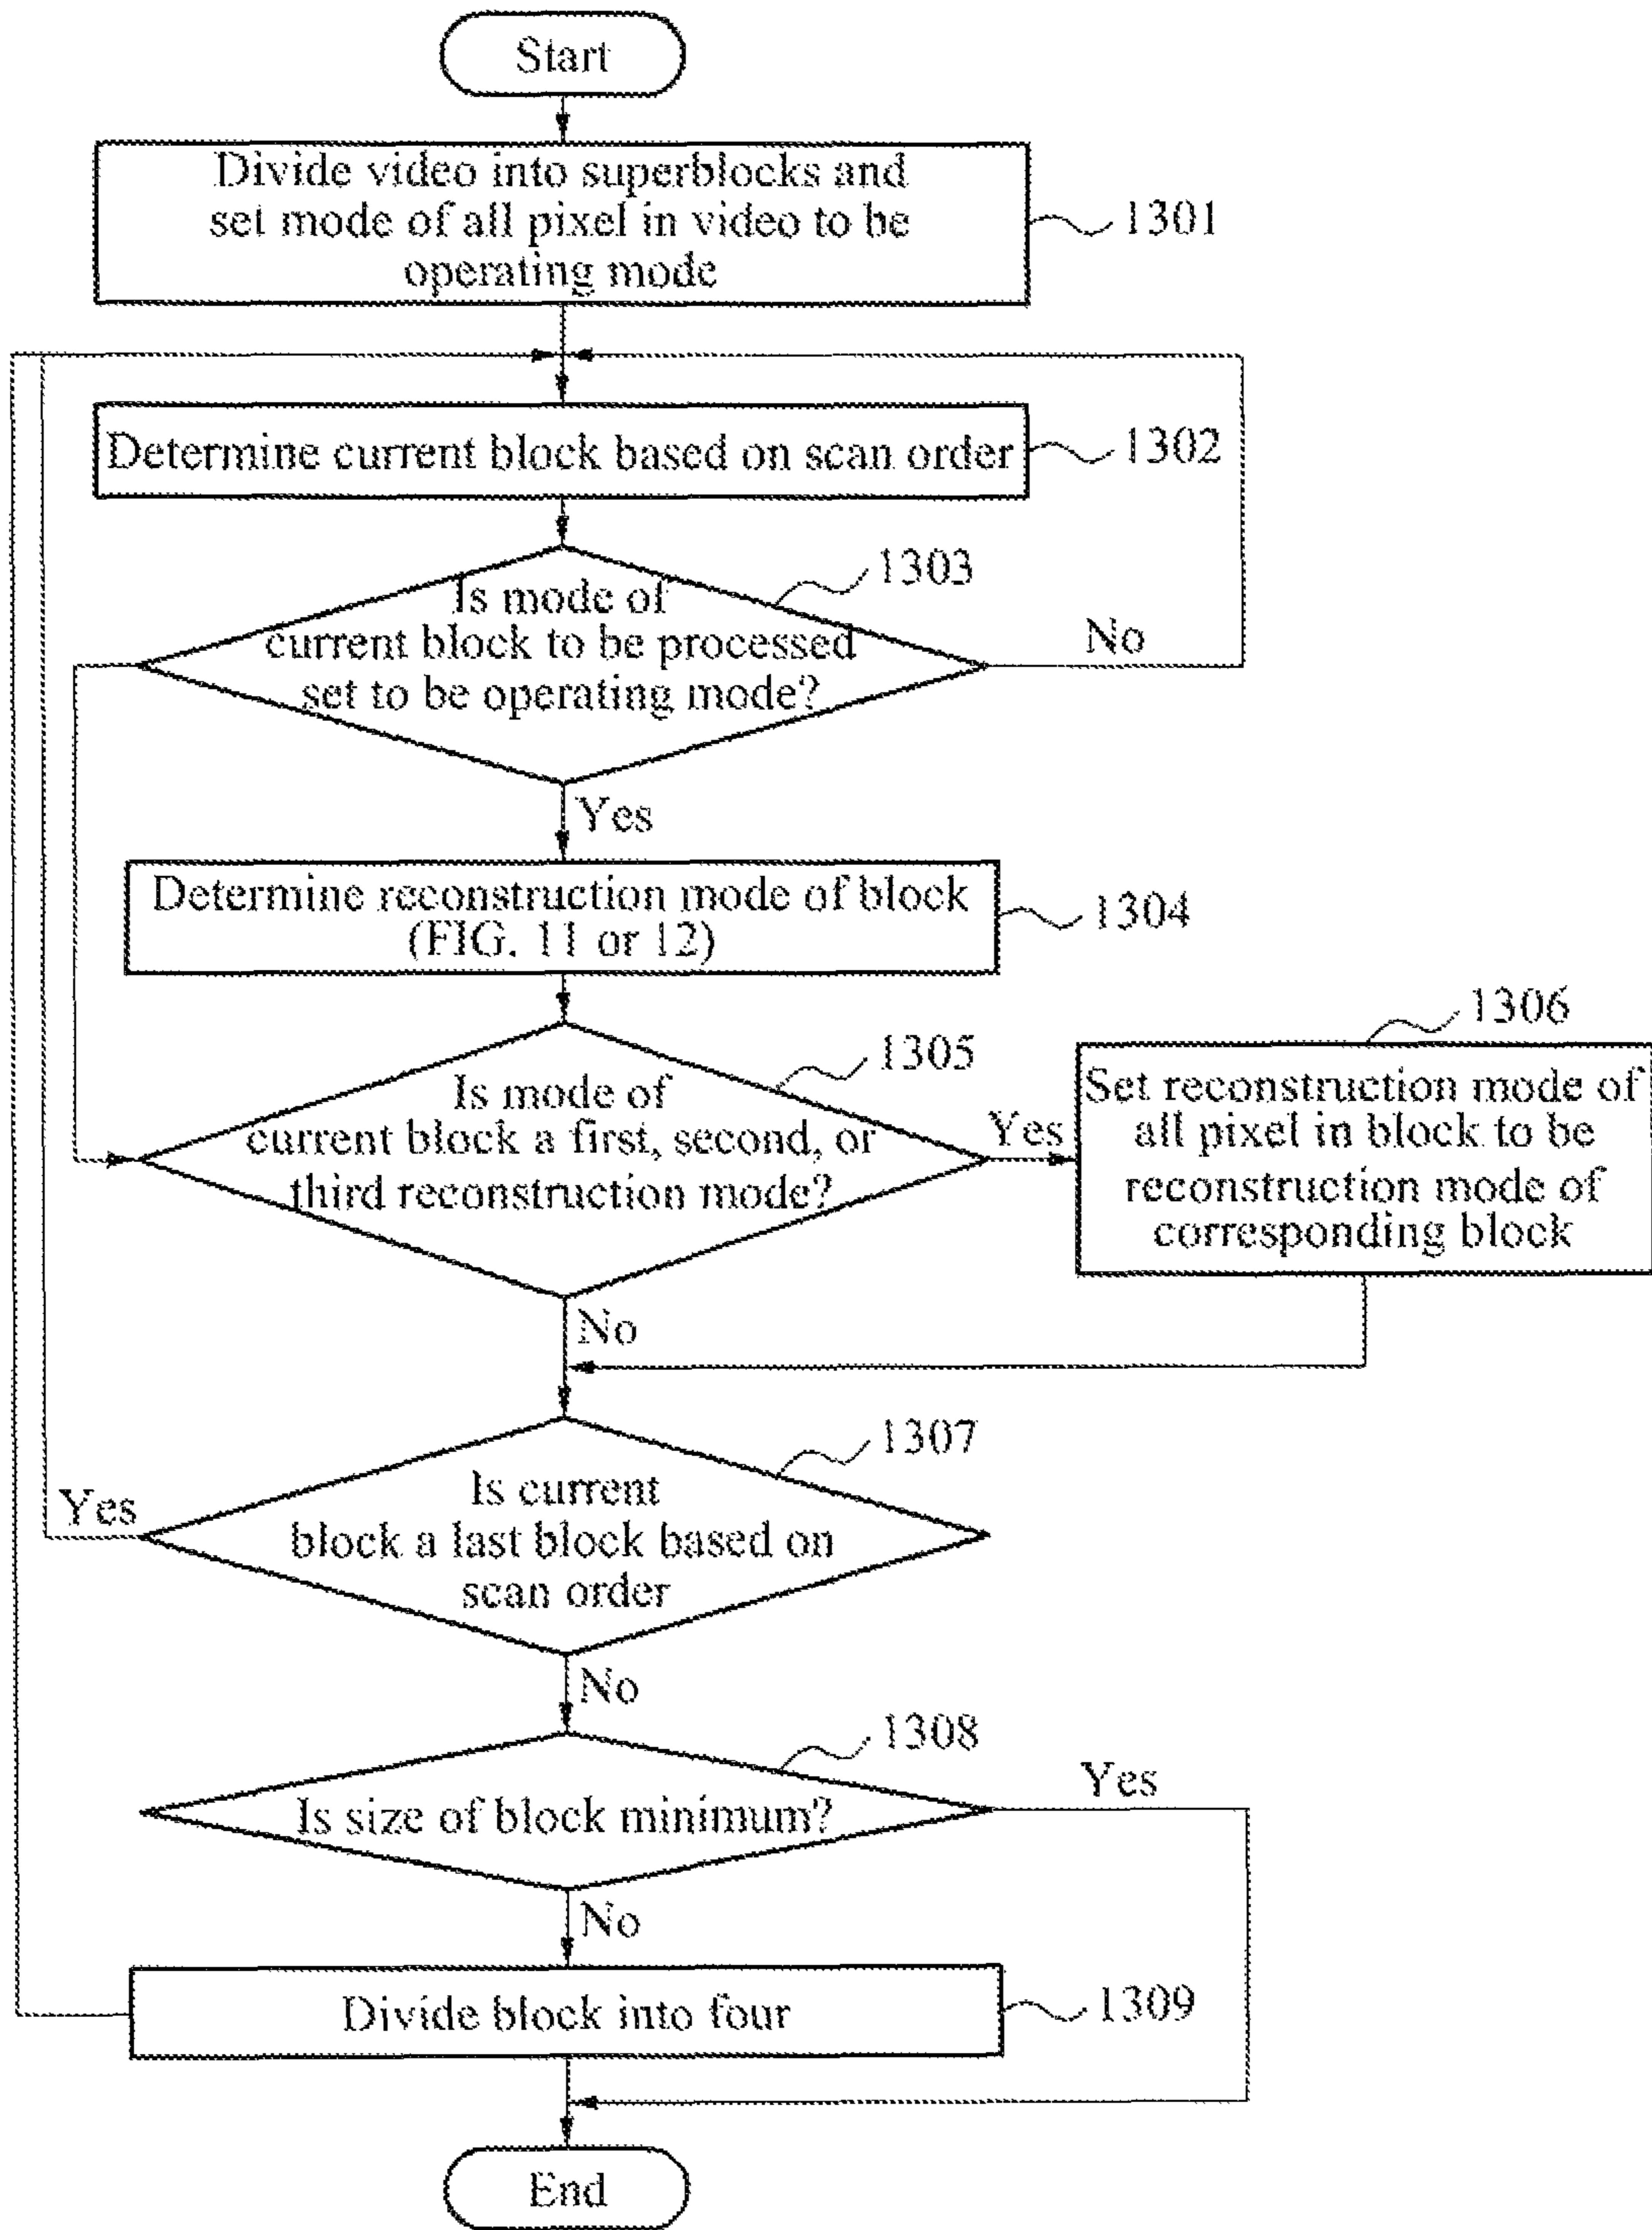 Start
Divide video into superblocks and
set mode of all pixel in video to be
operating mode
1301
Determine current block based on scan order
1302
1303
Is mode of
current block to be processed
set to be operating mode?
No
Yes
Determine reconstruction mode of block
(FIG. 11 or 12)
1304
1305
Is mode of
current block a first, second, or
third reconstruction mode?
Yes
1306
Set reconstruction mode of
all pixel in block to be
reconstruction mode of
corresponding block
No
1307
Is current
block a last block based on
scan order
Yes
No
1308
Is size of block minimum?
Yes
No
Divide block into four
1309
End